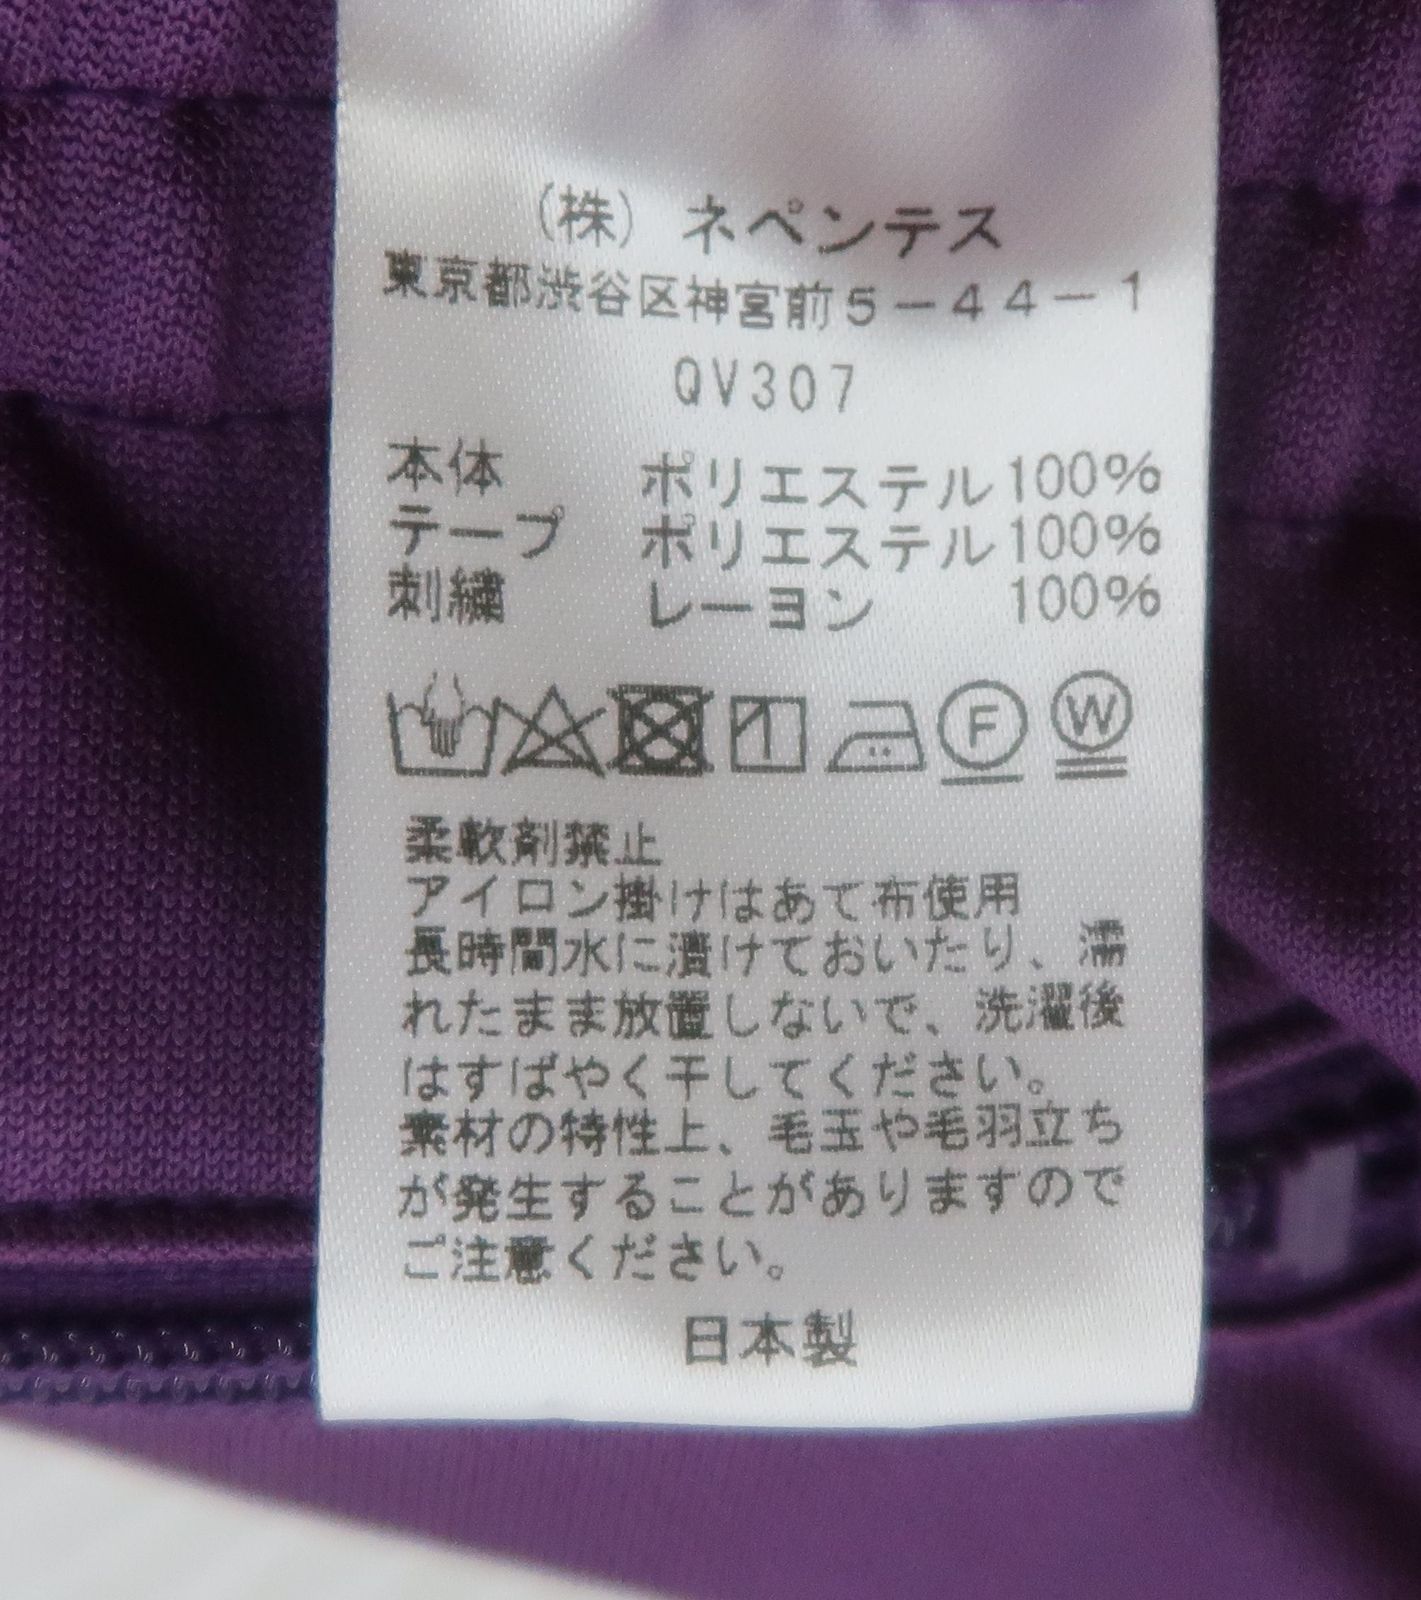 (株) ネペンテス
東京都渋谷区神宮前5-44-1
QV307
本体 ポリエステル100%
テープ ポリエステル100%
刺繍 レーヨン 100%
F W
柔軟剤禁止
アイロン掛けはあて布使用
長時間水に漬けておいたり、濡
れたまま放置しないで、洗濯後
はすばやく干してください。
素材の特性上、毛玉や毛羽立ち
が発生することがありますので
ご注意ください。
日本製